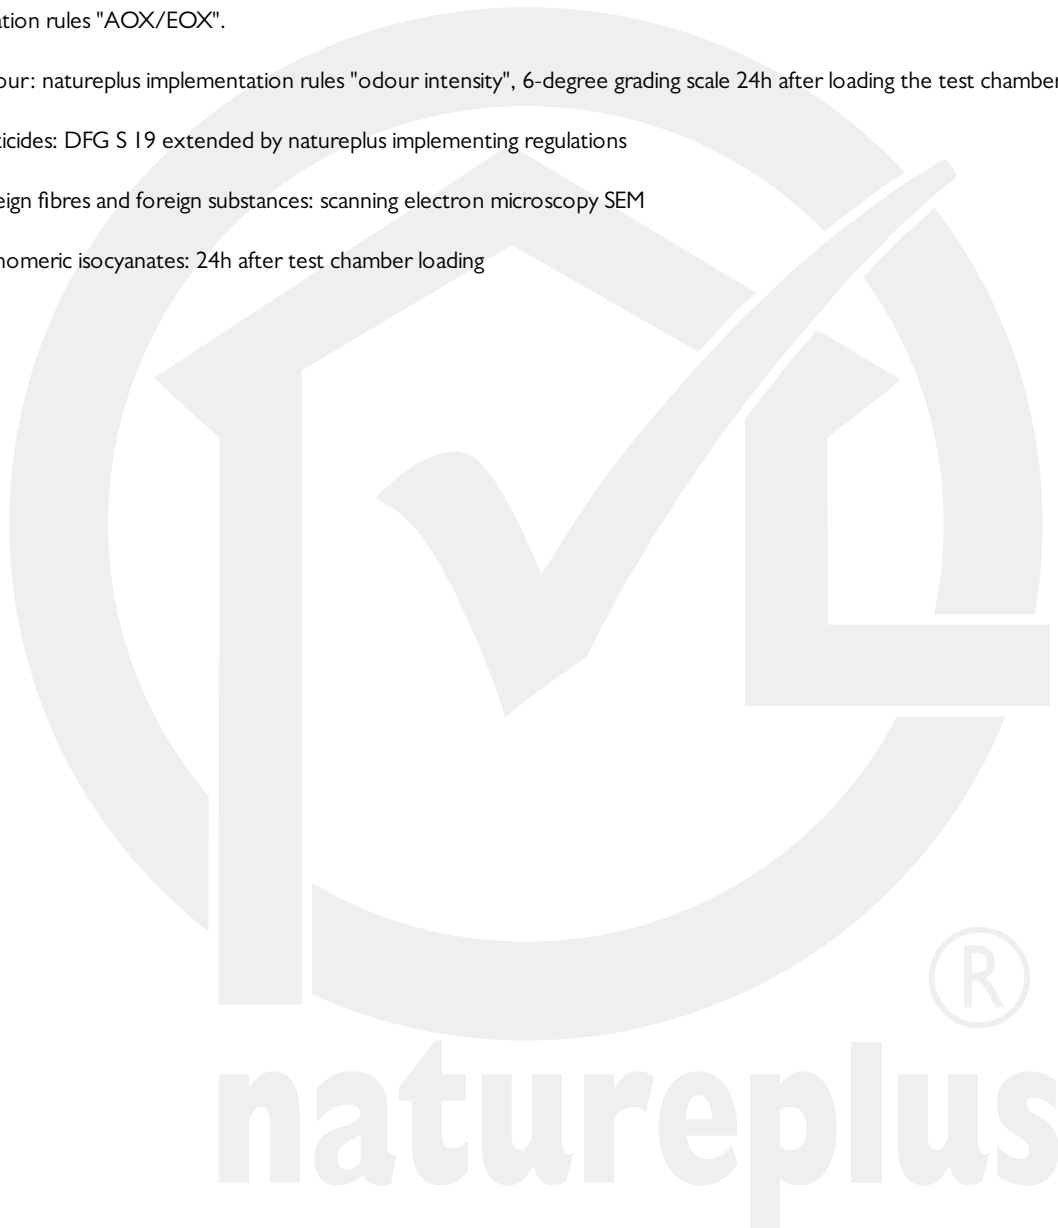 ation rules "AOX/EOX".
our: natureplus implementation rules "odour intensity", 6-degree grading scale 24h after loading the test chamber
icides: DFG S 19 extended by natureplus implementing regulations
eign fibres and foreign substances: scanning electron microscopy SEM
nomeric isocyanates: 24h after test chamber loading
®
natureplus